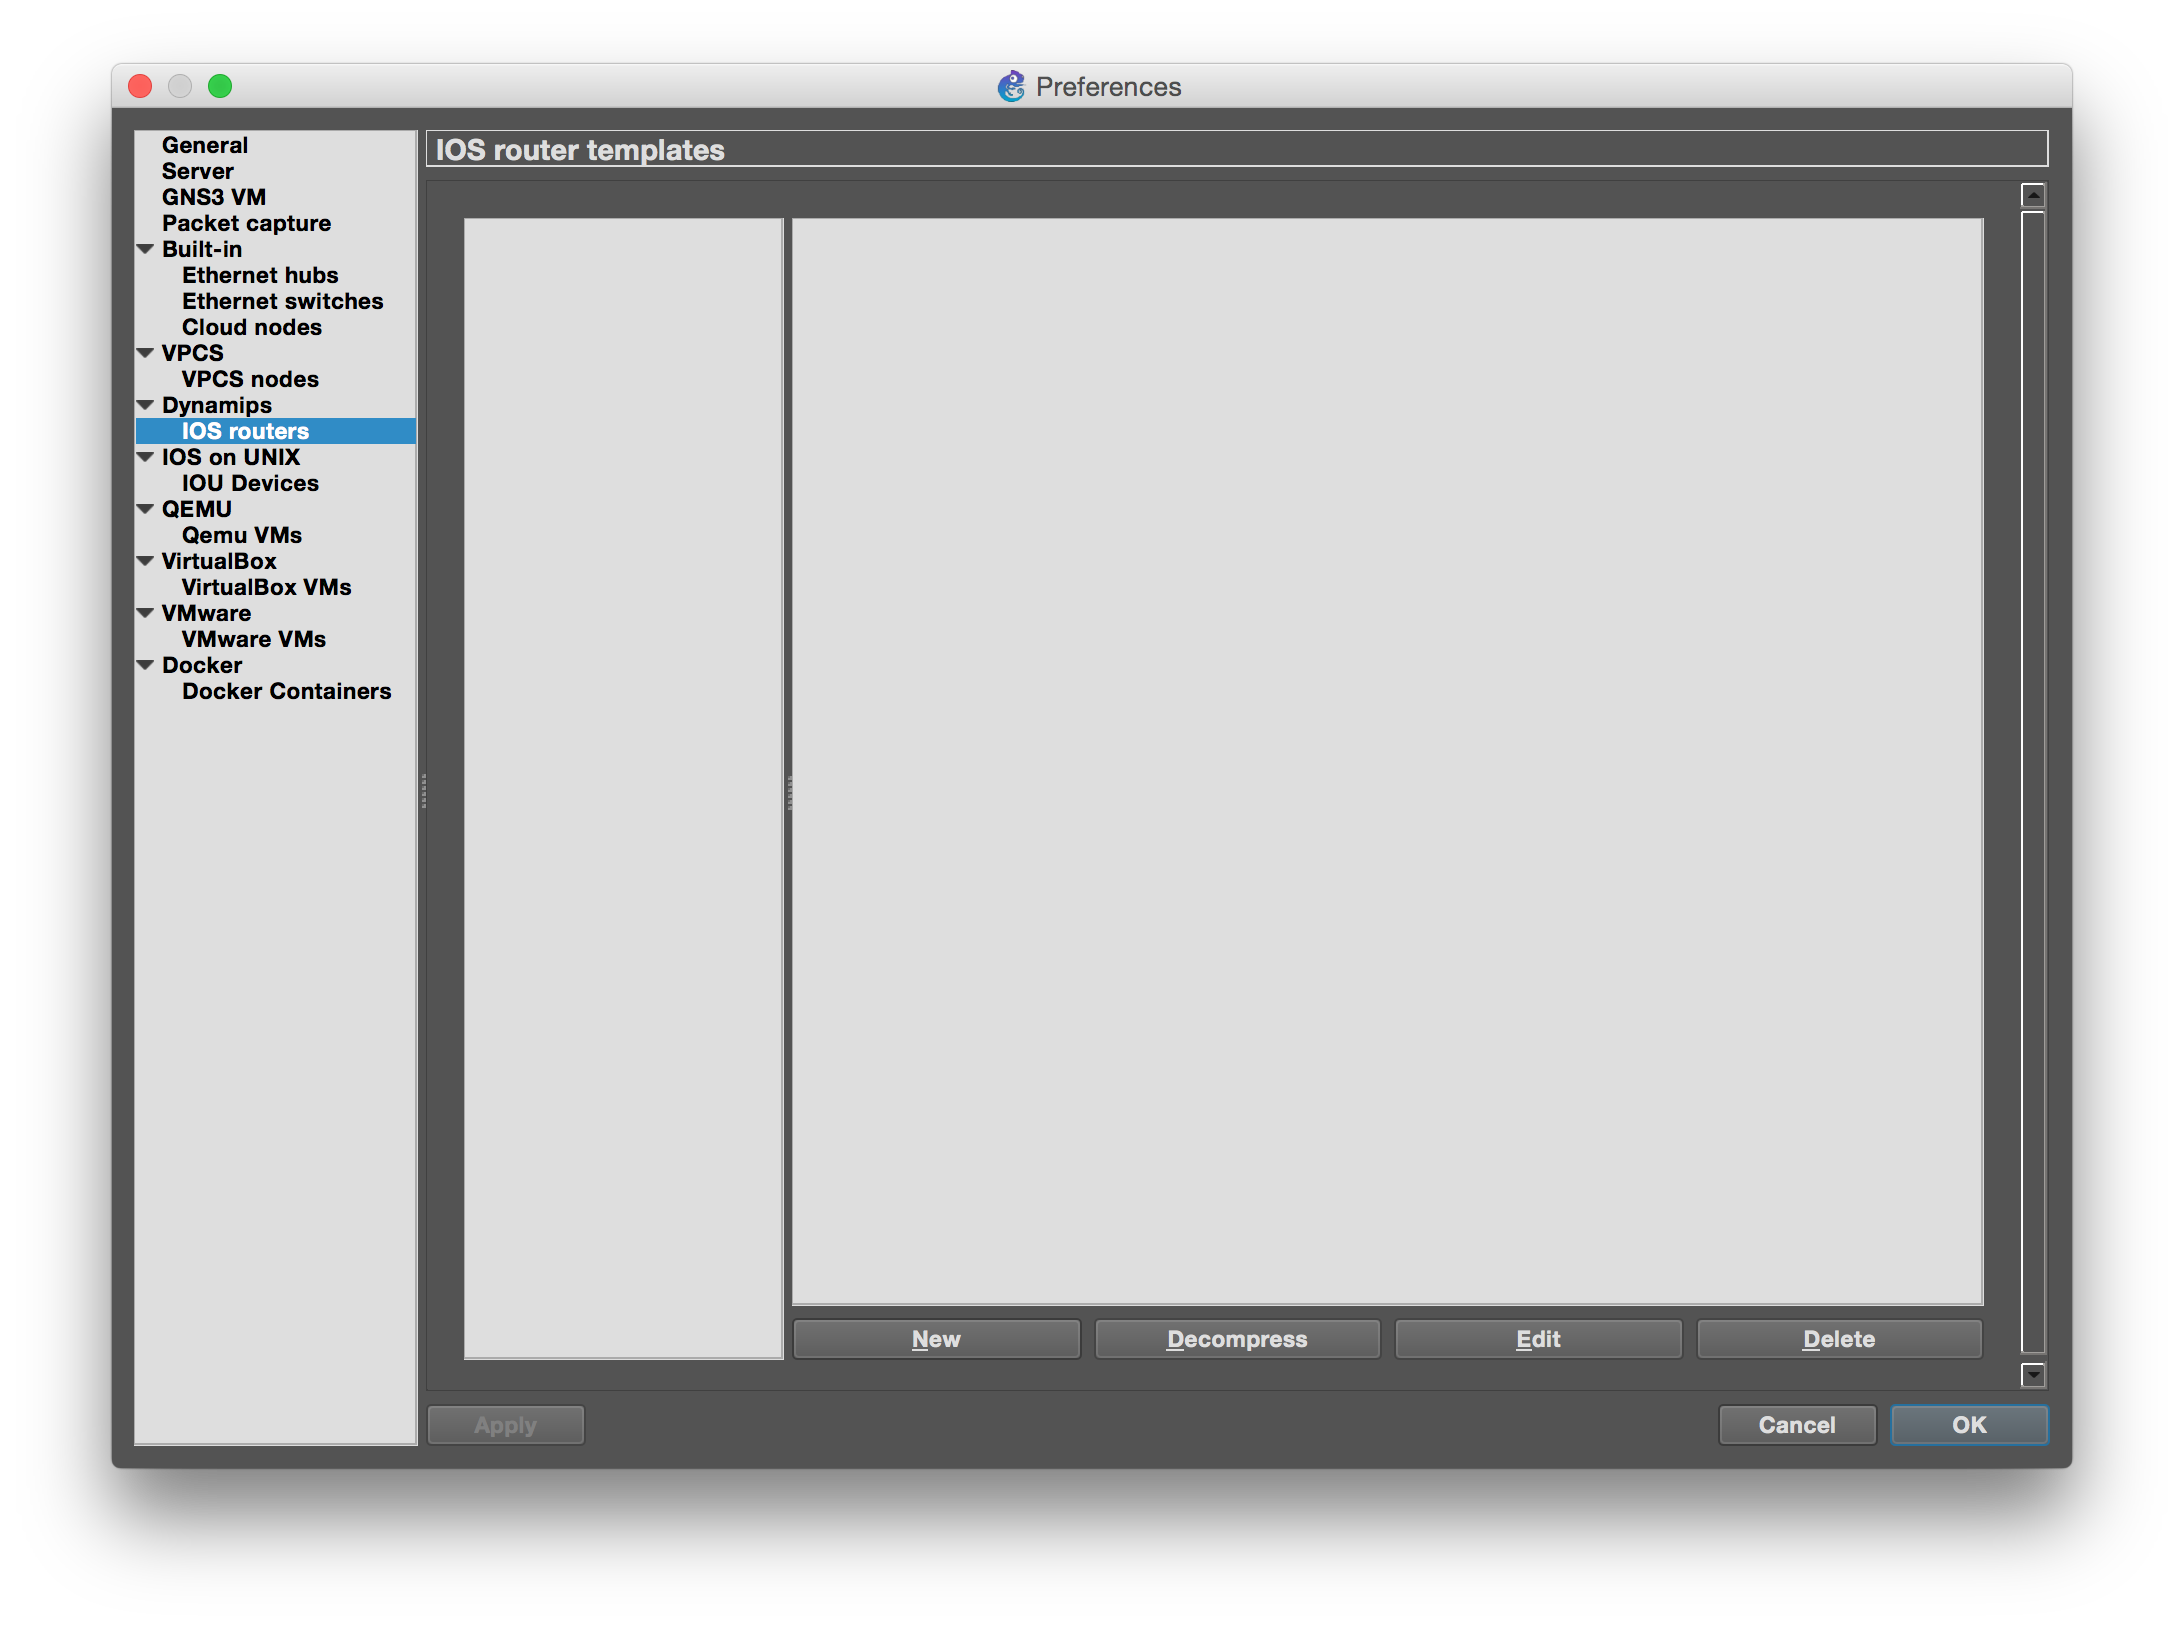 Preferences
General
Server
GNS3 VM
Packet capture
Built-in
Ethernet hubs
Ethernet switches
Cloud nodes
VPCS
VPCS nodes
Dynamips
IOS routers
IOS on UNIX
IOU Devices
QEMU
Qemu VMs
VirtualBox
VirtualBox VMs
VMware
VMware VMs
Docker
Docker Containers
IOS router templates
New Decompress Edit Delete
Apply Cancel OK